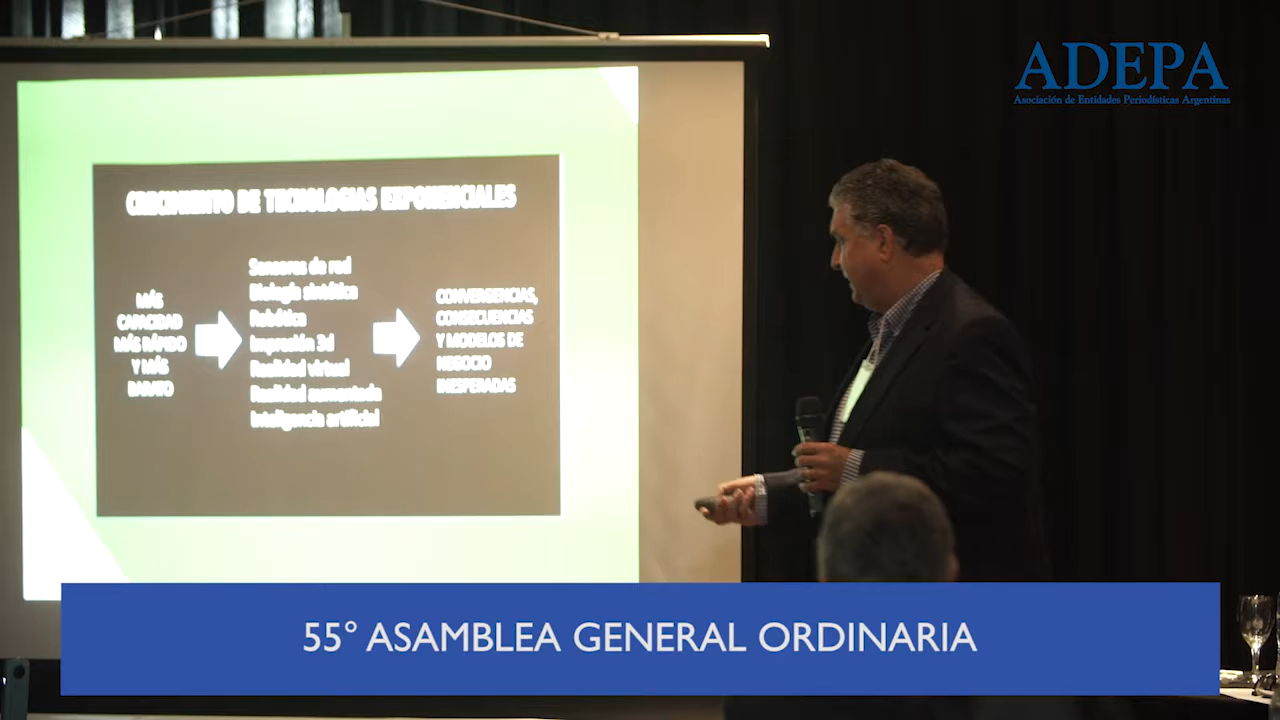 ADEPA
Asociación de Entidades Periodísticas Argentinas
CRECIMIENTO DE TECNOLOGIAS EXPONENCIALES
MÁS
CAPACIDAD
MÁS RÁPIDO
Y MÁS
BARATO
Sensores de red
Biología sintética
Robótica
Impresión 3d
Realidad virtual
Realidad aumentada
Inteligencia artificial
CONVERGENCIAS,
CONSECUENCIAS
Y MODELOS DE
NEGOCIO
INESPERADAS
55° ASAMBLEA GENERAL ORDINARIA